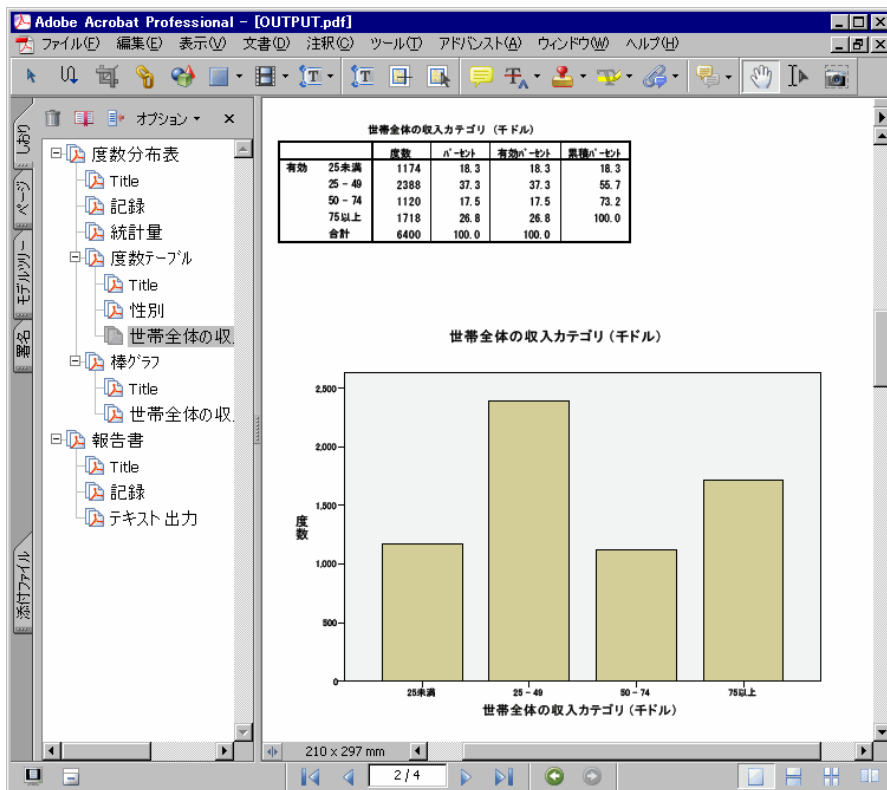 Adobe Acrobat Professional - [OUTPUT.pdf]
ファイル(F) 編集(E) 表示(V) 文書(D) 注釈(C) ツール(T) アドバンスト(A) ウィンドウ(W) ヘルプ(H)
オプション
しおり
ページ
モデルツリー
署名
添付ファイル
度数分布表
Title
記録
統計量
度数テーブル
Title
性別
世帯全体の収
棒グラフ
Title
世帯全体の収
報告書
Title
記録
テキスト出力
世帯全体の収入カテゴリ (千ドル)
度数 パーセント 有効パーセント 累積パーセント
有効 25未満 1174 18.3 18.3 18.3
25 - 49 2388 37.3 37.3 55.7
50 - 74 1120 17.5 17.5 73.2
75以上 1718 26.8 26.8 100.0
合計 6400 100.0 100.0
世帯全体の収入カテゴリ (千ドル)
2,500
2,000
1,500
1,000
500
0
度数
25未満 25 - 49 50 - 74 75以上
世帯全体の収入カテゴリ (千ドル)
210 x 297 mm
2 / 4